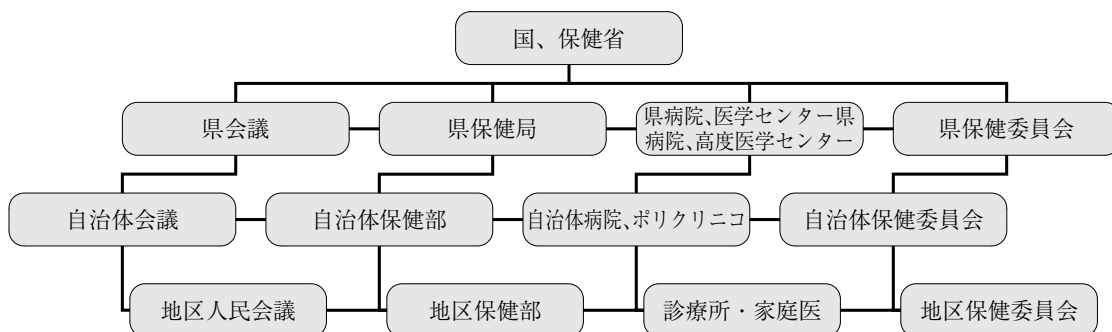 国、保健省
県会議
県保健局
県病院、医学センター県
病院、高度医学センター
県保健委員会
自治体会議
自治体保健部
自治体病院、ポリクリニコ
自治体保健委員会
地区人民会議
地区保健部
診療所・家庭医
地区保健委員会